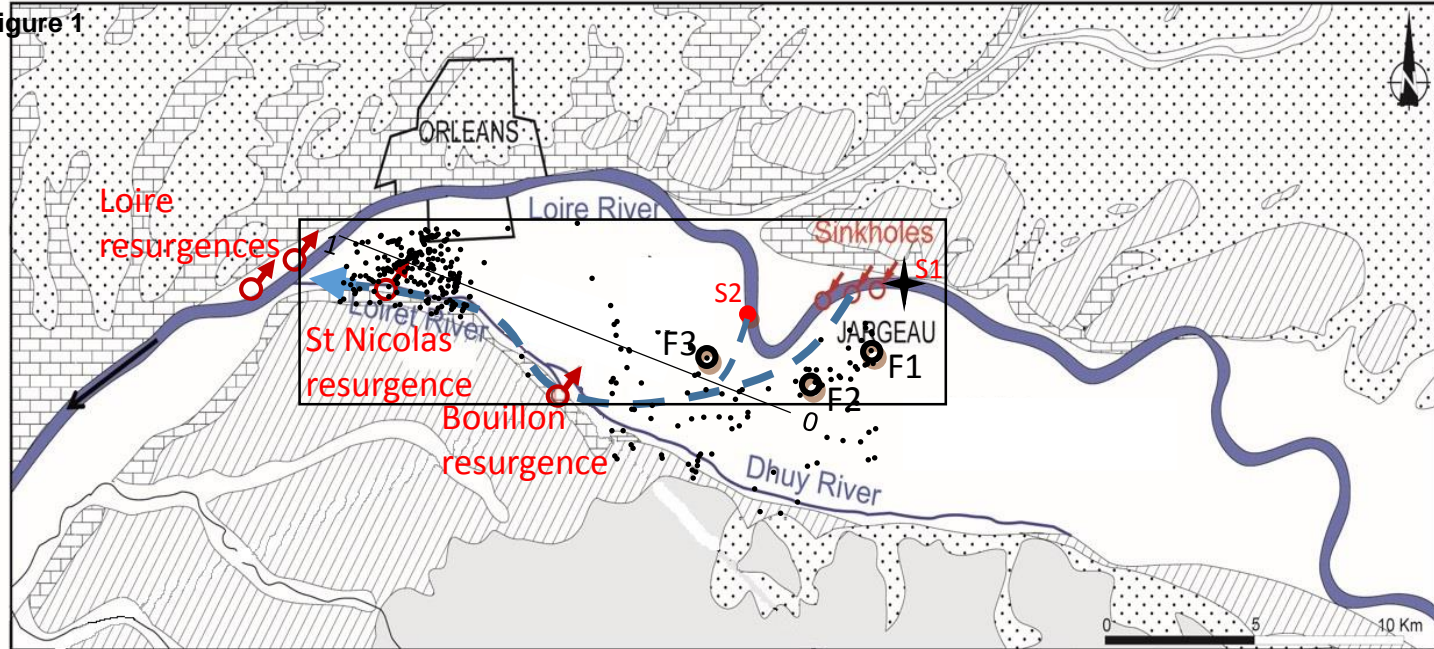 igure 1
N
ORLEANS
Loire River
Loire
resurgences
1
Sinkholes
S1
S2
JARGEAU
Loiret River
St Nicolas
resurgence
F3
F1
F2
0
Bouillon
resurgence
Dhuy River
0 5 10 Km